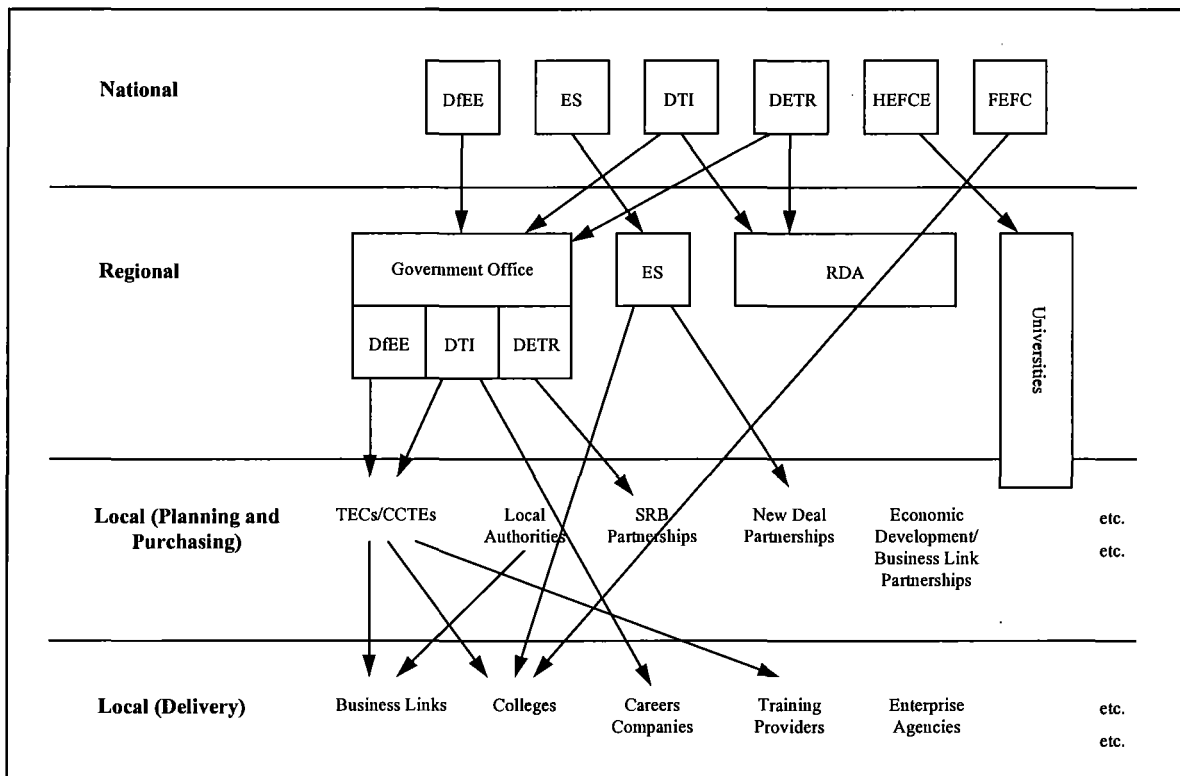 National
DfEE
ES
DTI
DETR
HEFCE
FEFC
Regional
Government Office
ES
RDA
Universities
DfEE
DTI
DETR
Local (Planning and
Purchasing)
TECs/CCTEs
Local
Authorities
SRB
Partnerships
New Deal
Partnerships
Economic
Development/
Business Link
Partnerships
etc.
etc.
Local (Delivery)
Business Links
Colleges
Careers
Companies
Training
Providers
Enterprise
Agencies
etc.
etc.